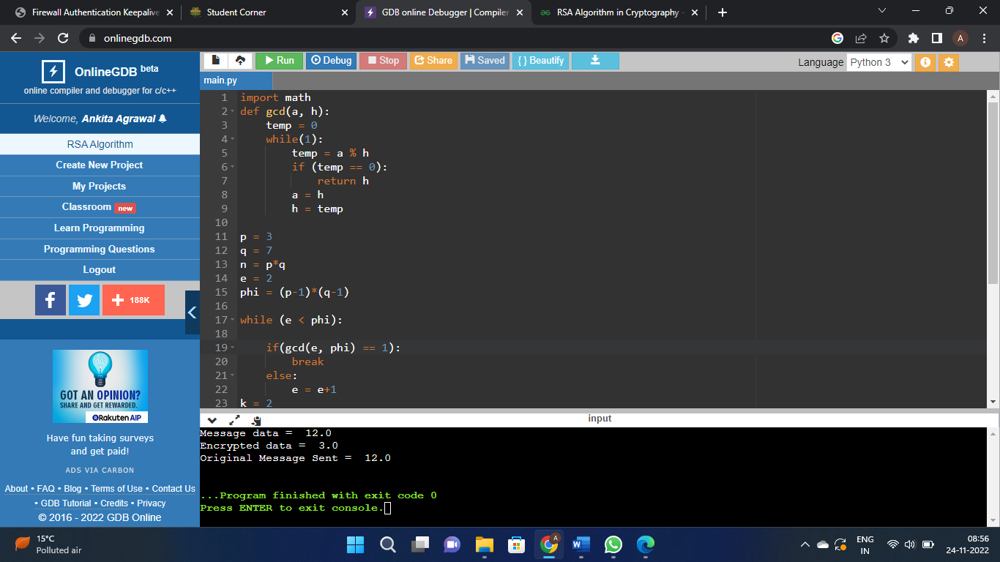 Firewall Authentication Keepalive
Student Corner
GDB online Debugger | Compiler
RSA Algorithm in Cryptography -
onlinegdb.com
A
OnlineGDB beta
online compiler and debugger for c/c++
Welcome, Ankita Agrawal
RSA Algorithm
Create New Project
My Projects
Classroom new
Learn Programming
Programming Questions
Logout
188K
GOT AN OPINION?
SHARE AND GET REWARDED.
Rakuten AIP
Have fun taking surveys
and get paid!
ADS VIA CARBON
About • FAQ • Blog • Terms of Use • Contact Us
• GDB Tutorial • Credits • Privacy
© 2016 - 2022 GDB Online
Run Debug Stop Share Saved { } Beautify
Language Python 3
main.py
1 import math
2 def gcd(a, h):
3 temp = 0
4 while(1):
5 temp = a % h
6 if (temp == 0):
7 return h
8 a = h
9 h = temp
10
11 p = 3
12 q = 7
13 n = p*q
14 e = 2
15 phi = (p-1)*(q-1)
16
17 while (e < phi):
18
19 if(gcd(e, phi) == 1):
20 break
21 else:
22 e = e+1
23 k = 2
input
Message data =  12.0
Encrypted data =  3.0
Original Message Sent =  12.0
...Program finished with exit code 0
Press ENTER to exit console.
15°C
Polluted air
A
ENG
IN
08:56
24-11-2022